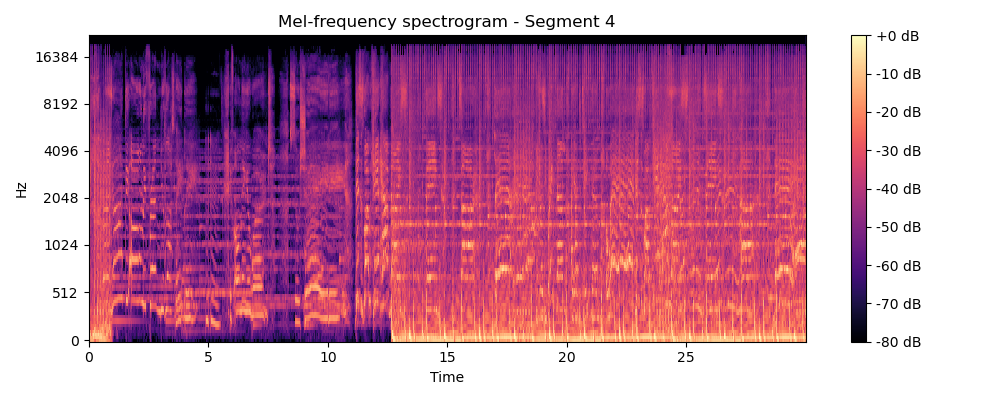 Mel-frequency spectrogram - Segment 4
Hz
16384
8192
4096
2048
1024
512
0
0 5 10 15 20 25
Time
+0 dB
-10 dB
-20 dB
-30 dB
-40 dB
-50 dB
-60 dB
-70 dB
-80 dB